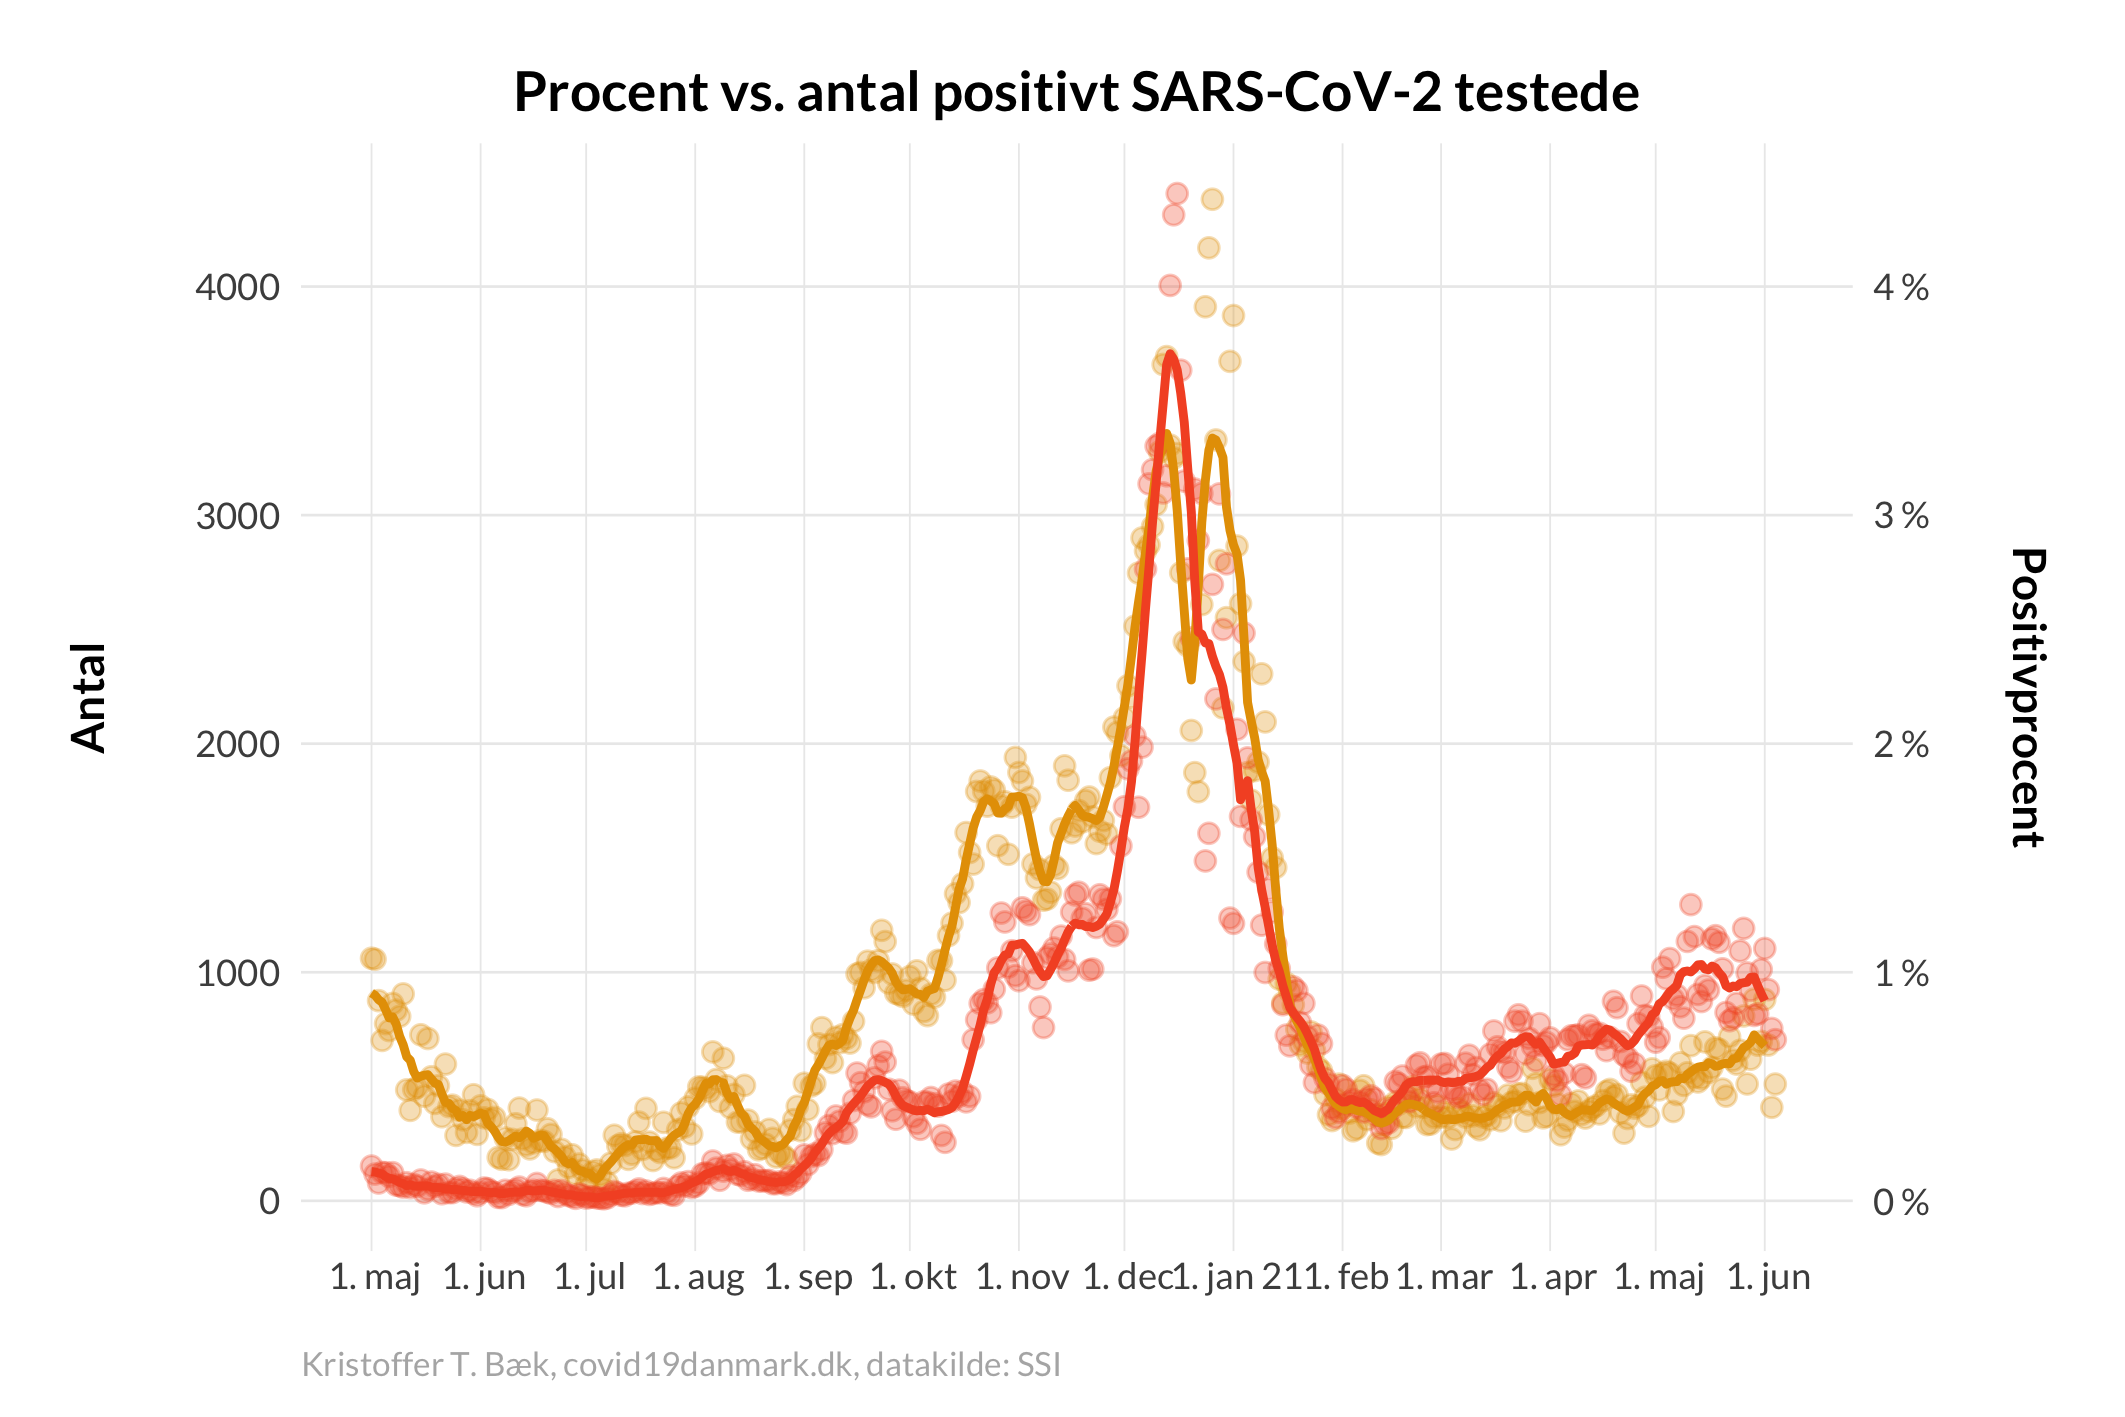 Procent vs. antal positivt SARS-CoV-2 testede
Antal
4000
3000
2000
1000
0
4 %
3 %
2 %
1 %
0 %
Positivprocent
1. maj 1. jun 1. jul 1. aug 1. sep 1. okt 1. nov 1. dec 1. jan 21 1. feb 1. mar 1. apr 1. maj 1. jun
Kristoffer T. Bæk, covid19danmark.dk, datakilde: SSI